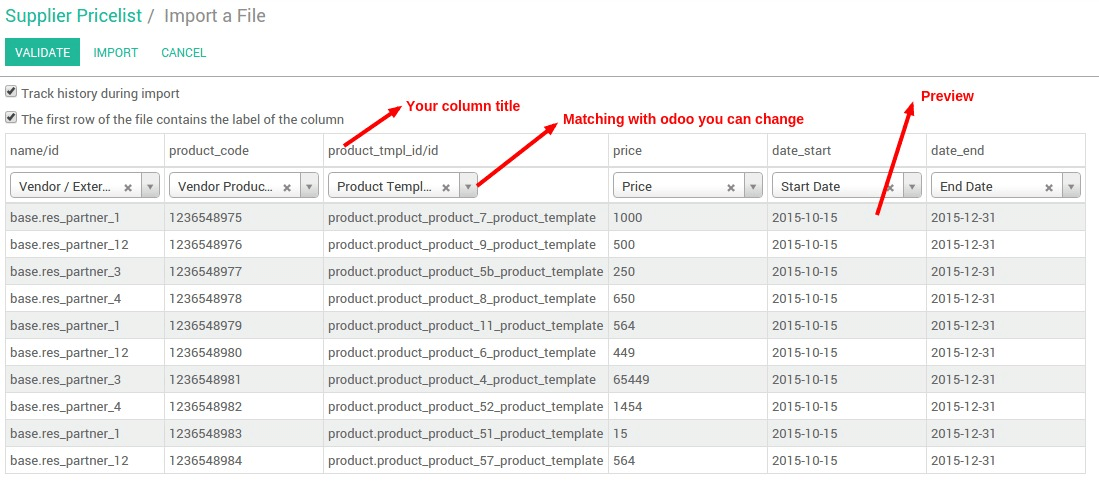 Supplier Pricelist / Import a File
VALIDATE IMPORT CANCEL
Track history during import
Your column title
Preview
The first row of the file contains the label of the column
Matching with odoo you can change
name/id product_code product_tmpl_id/id price date_start date_end
Vendor / Exter... Vendor Produc... Product Templ... Price Start Date End Date
base.res_partner_1 1236548975 product.product_product_7_product_template 1000 2015-10-15 2015-12-31
base.res_partner_12 1236548976 product.product_product_9_product_template 500 2015-10-15 2015-12-31
base.res_partner_3 1236548977 product.product_product_5b_product_template 250 2015-10-15 2015-12-31
base.res_partner_4 1236548978 product.product_product_8_product_template 650 2015-10-15 2015-12-31
base.res_partner_1 1236548979 product.product_product_11_product_template 564 2015-10-15 2015-12-31
base.res_partner_12 1236548980 product.product_product_6_product_template 449 2015-10-15 2015-12-31
base.res_partner_3 1236548981 product.product_product_4_product_template 65449 2015-10-15 2015-12-31
base.res_partner_4 1236548982 product.product_product_52_product_template 1454 2015-10-15 2015-12-31
base.res_partner_1 1236548983 product.product_product_51_product_template 15 2015-10-15 2015-12-31
base.res_partner_12 1236548984 product.product_product_57_product_template 564 2015-10-15 2015-12-31